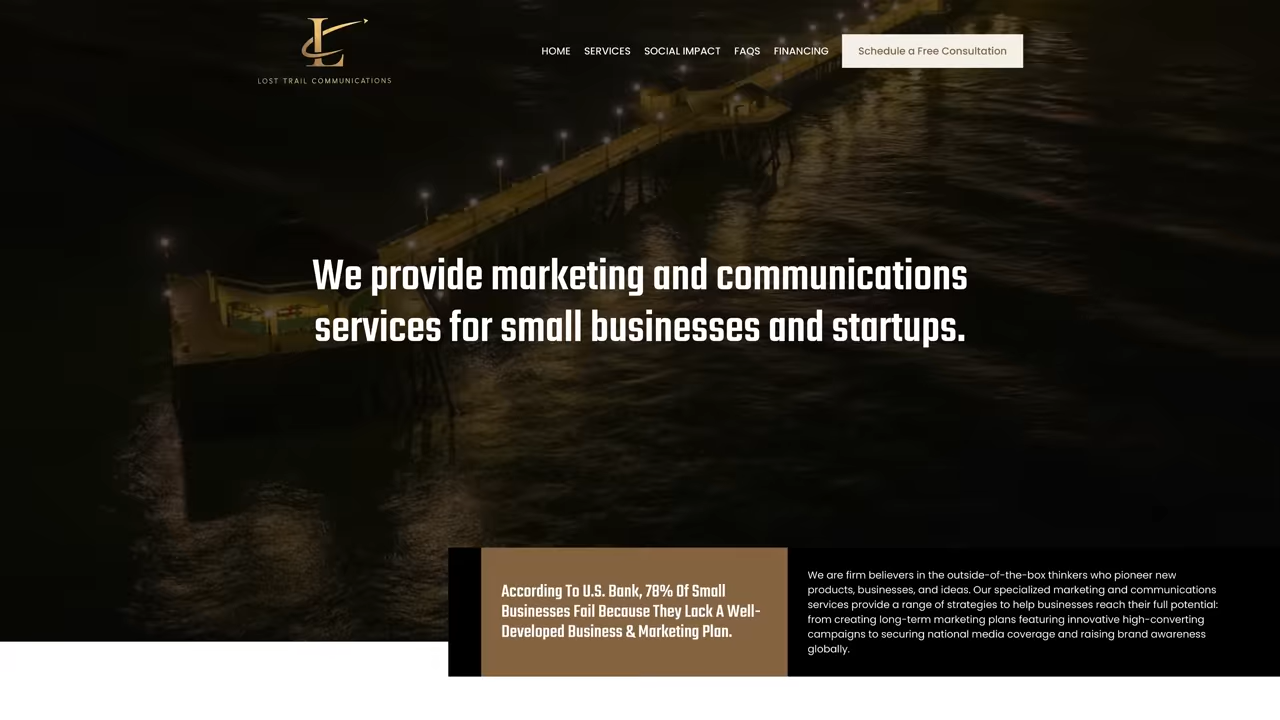 LOST TRAIL COMMUNICATIONS
HOME SERVICES SOCIAL IMPACT FAQS FINANCING Schedule a Free Consultation
We provide marketing and communications
services for small businesses and startups.
According To U.S. Bank, 78% Of Small
Businesses Fail Because They Lack A Well-
Developed Business & Marketing Plan.
We are firm believers in the outside-of-the-box thinkers who pioneer new
products, businesses, and ideas. Our specialized marketing and communications
services provide a range of strategies to help businesses reach their full potential:
from creating long-term marketing plans featuring innovative high-converting
campaigns to securing national media coverage and raising brand awareness
globally.